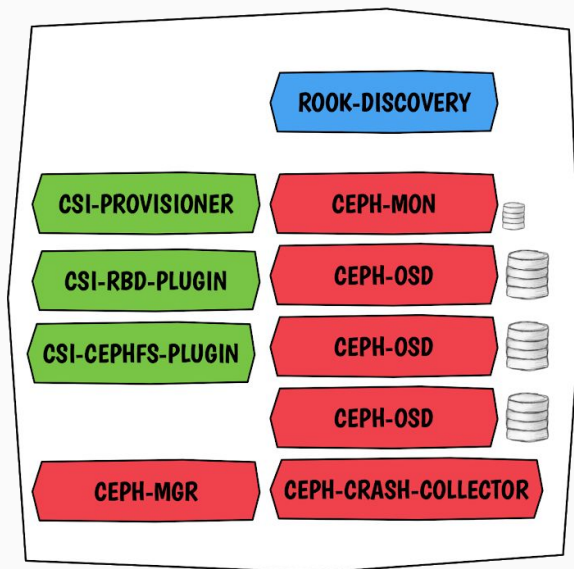 ROOK-DISCOVERY
CSI-PROVISIONER
CEPH-MON
CSI-RBD-PLUGIN
CEPH-OSD
CSI-CEPHFS-PLUGIN
CEPH-OSD
CEPH-OSD
CEPH-MGR
CEPH-CRASH-COLLECTOR